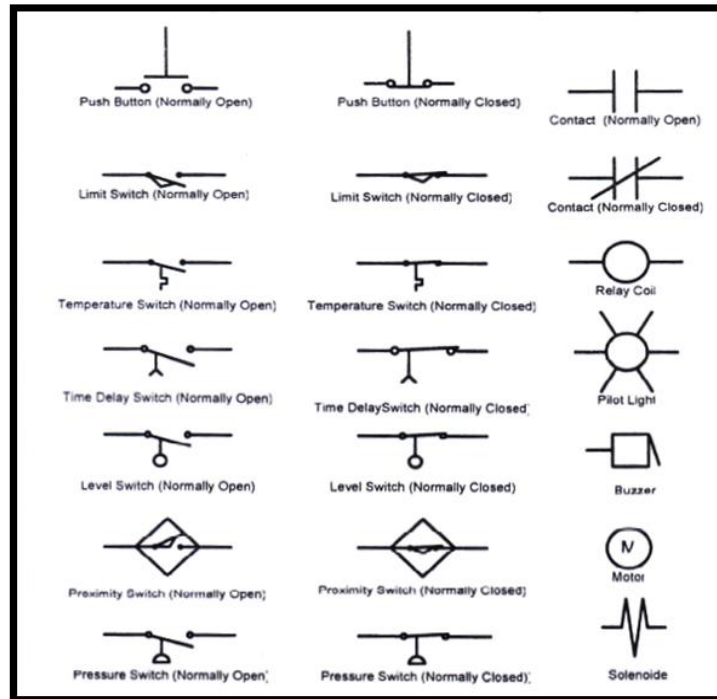 Push Button (Normally Open)
Push Button (Normally Closed)
Contact (Normally Open)
Limit Switch (Normally Open)
Limit Switch (Normally Closed)
Contact (Normally Closed)
Temperature Switch (Normally Open)
Temperature Switch (Normally Closed)
Relay Coil
Time Delay Switch (Normally Open)
Time DelaySwitch (Normally Closed)
Pilot Light
Level Switch (Normally Open)
Level Switch (Normally Closed)
Buzzer
M
Motor
Proximity Switch (Normally Open)
Proximity Switch (Normally Closed)
Pressure Switch (Normally Open)
Pressure Switch (Normally Closed)
Solenoide